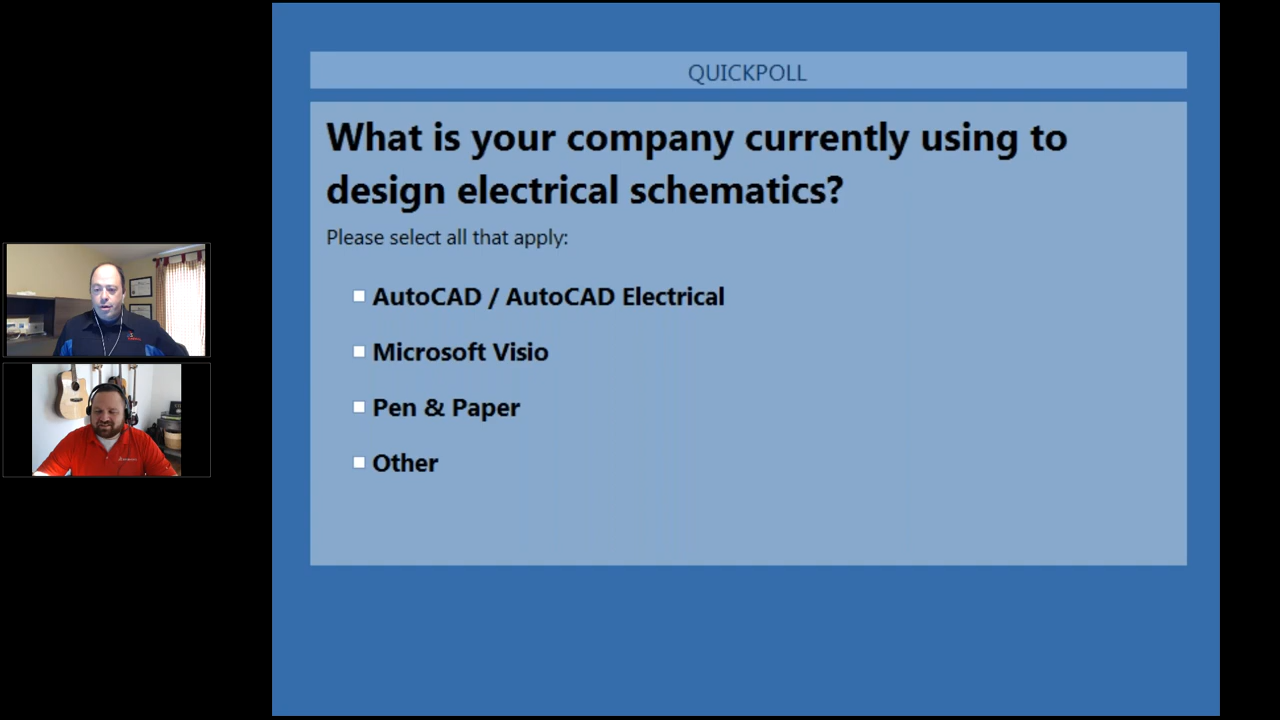 QUICKPOLL
What is your company currently using to
design electrical schematics?
Please select all that apply:
AutoCAD / AutoCAD Electrical
Microsoft Visio
Pen & Paper
Other